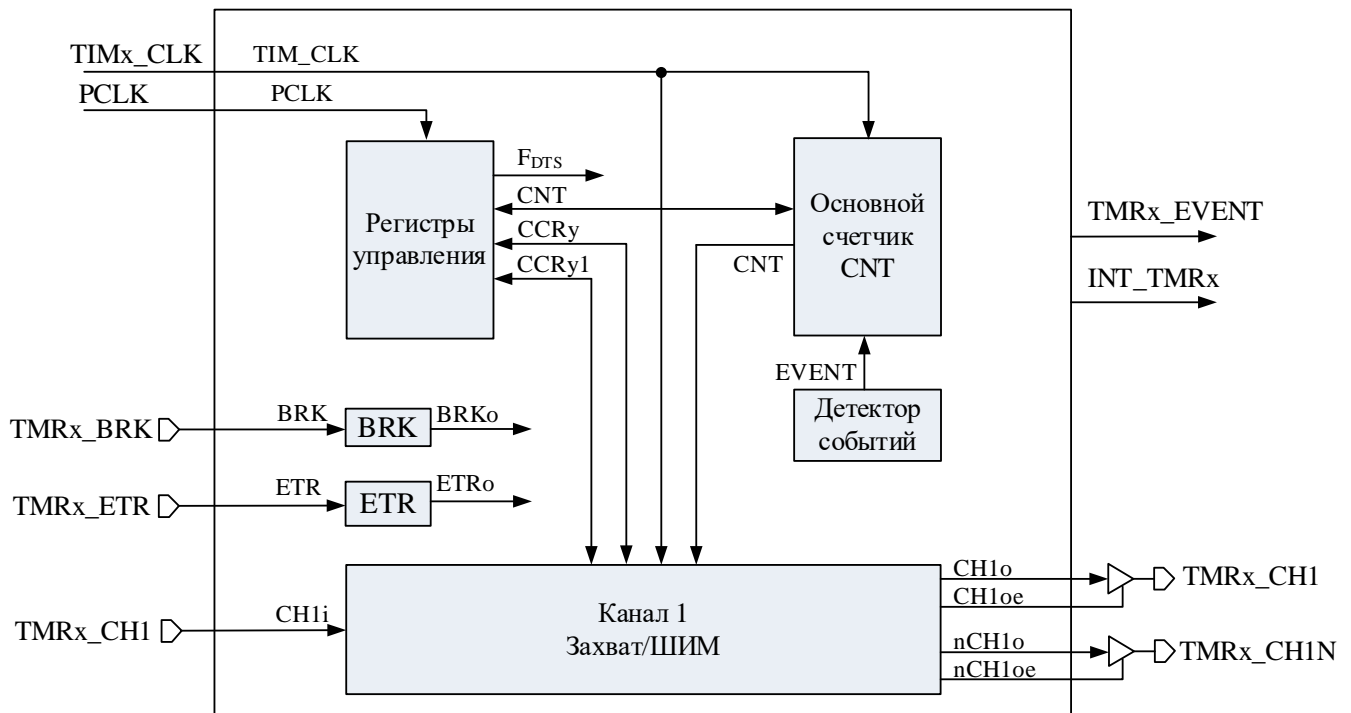 TIMx_CLK
TIM_CLK
PCLK
PCLK
Регистры
управления
FDTS
CNT
CCRy
CCRy1
Основной
счетчик
CNT
CNT
TMRx_EVENT
INT_TMRx
EVENT
Детектор
событий
TMRx_BRK
BRK
BRK
BRKo
TMRx_ETR
ETR
ETR
ETRo
TMRx_CH1
CH1i
Канал 1
Захват/ШИМ
CH1o
CH1oe
nCH1o
nCH1oe
TMRx_CH1
TMRx_CH1N